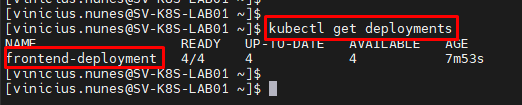 [vinicius.nunes@SV-K8S-LAB01 ~]$
[vinicius.nunes@SV-K8S-LAB01 ~]$ kubectl get deployments
NAME READY UP-TO-DATE AVAILABLE AGE
frontend-deployment 4/4 4 4 7m53s
[vinicius.nunes@SV-K8S-LAB01 ~]$
[vinicius.nunes@SV-K8S-LAB01 ~]$